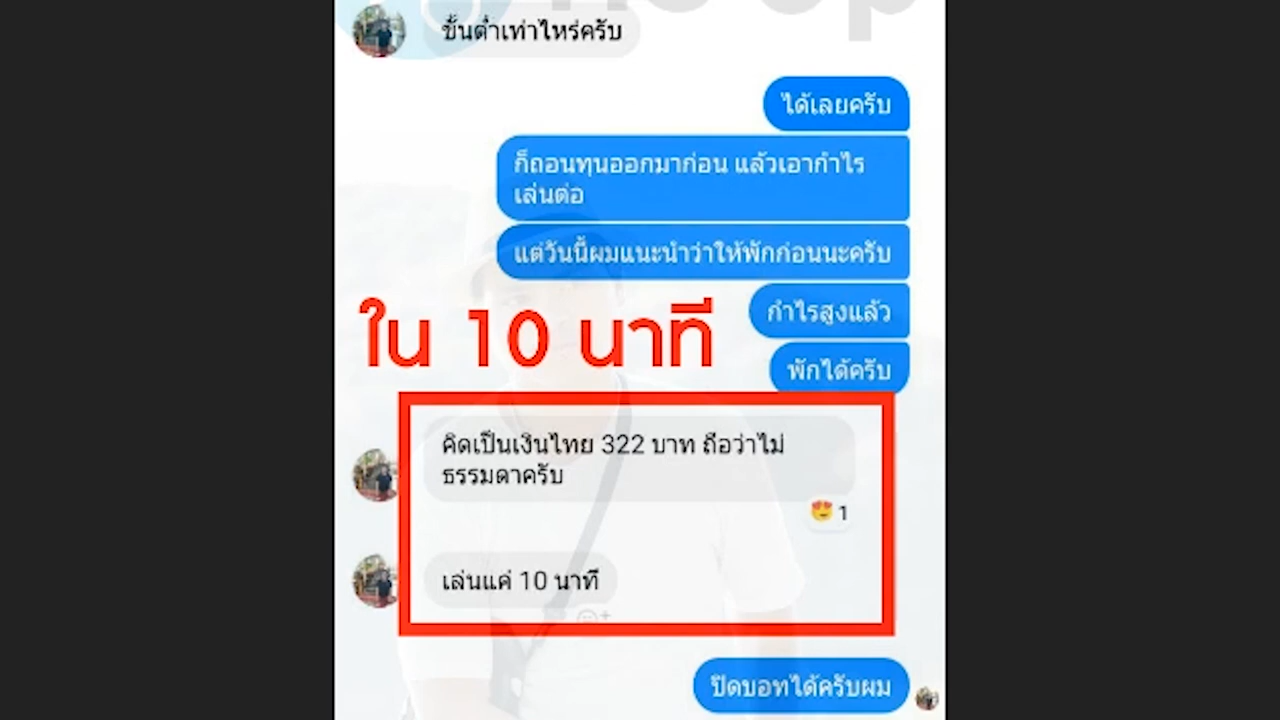 ขั้นต่ำเท่าไหร่ครับ
ได้เลยครับ
ก็ถอนทุนออกมาก่อน แล้วเอากำไร
เล่นต่อ
แต่วันนี้ผมแนะนำว่าให้พักก่อนนะครับ
กำไรสูงแล้ว
ใน 10 นาที
พักได้ครับ
คิดเป็นเงินไทย 322 บาท ถือว่าไม่
ธรรมดาครับ
1
เล่นแค่ 10 นาที
ปิดบอทได้ครับผม